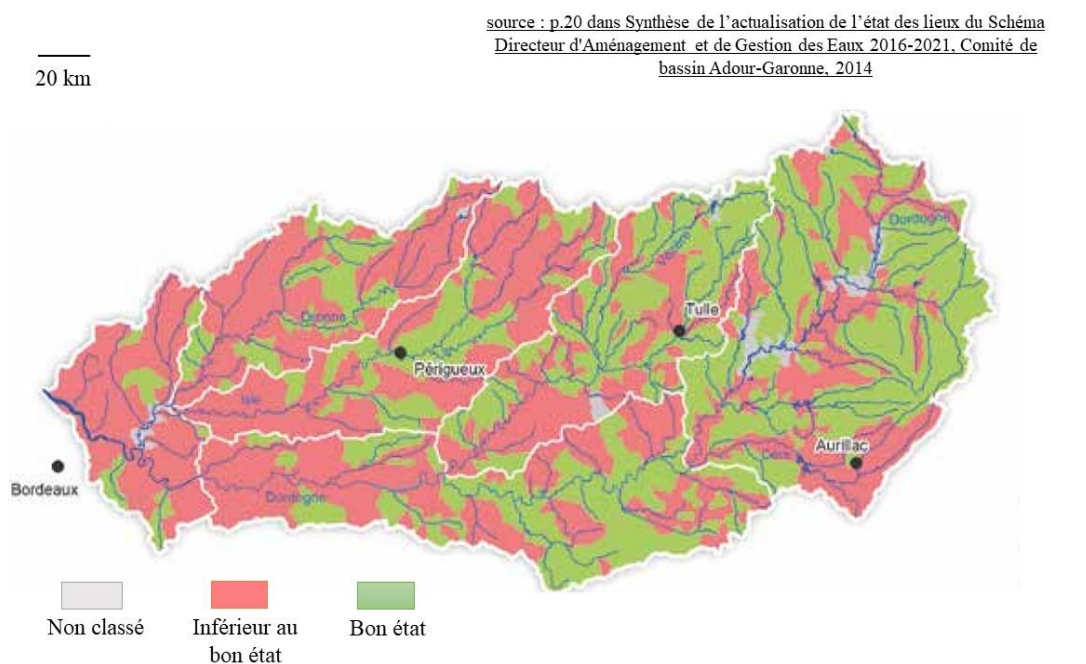 source : p.20 dans Synthèse de l’actualisation de l’état des lieux du Schéma
Directeur d'Aménagement et de Gestion des Eaux 2016-2021, Comité de
bassin Adour-Garonne, 2014
20 km
Dordogne
Tulle
Dronne
Périgueux
Isle
Aurillac
Cère
Bordeaux
Dordogne
Non classé
Inférieur au
bon état
Bon état